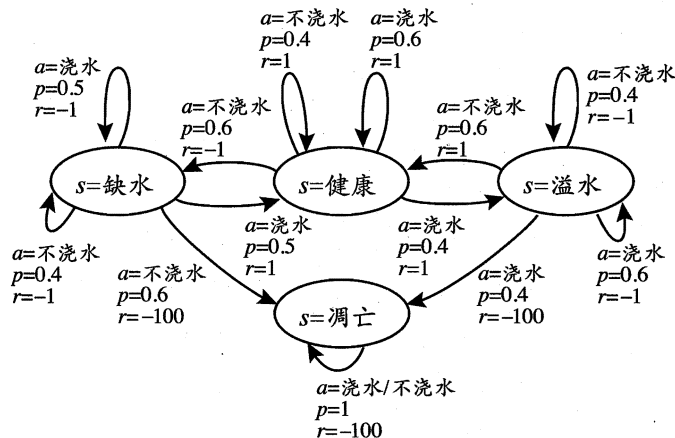 a=不浇水
p=0.4
r=1
a=浇水
p=0.6
r=1
a=浇水
p=0.5
r=-1
a=不浇水
p=0.4
r=-1
a=不浇水
p=0.6
r=-1
a=不浇水
p=0.6
r=1
s=缺水
s=健康
s=溢水
a=不浇水
p=0.4
r=-1
a=不浇水
p=0.6
r=-100
a=浇水
p=0.5
r=1
a=浇水
p=0.4
r=1
a=浇水
p=0.4
r=-100
a=浇水
p=0.6
r=-1
s=凋亡
a=浇水/不浇水
p=1
r=-100